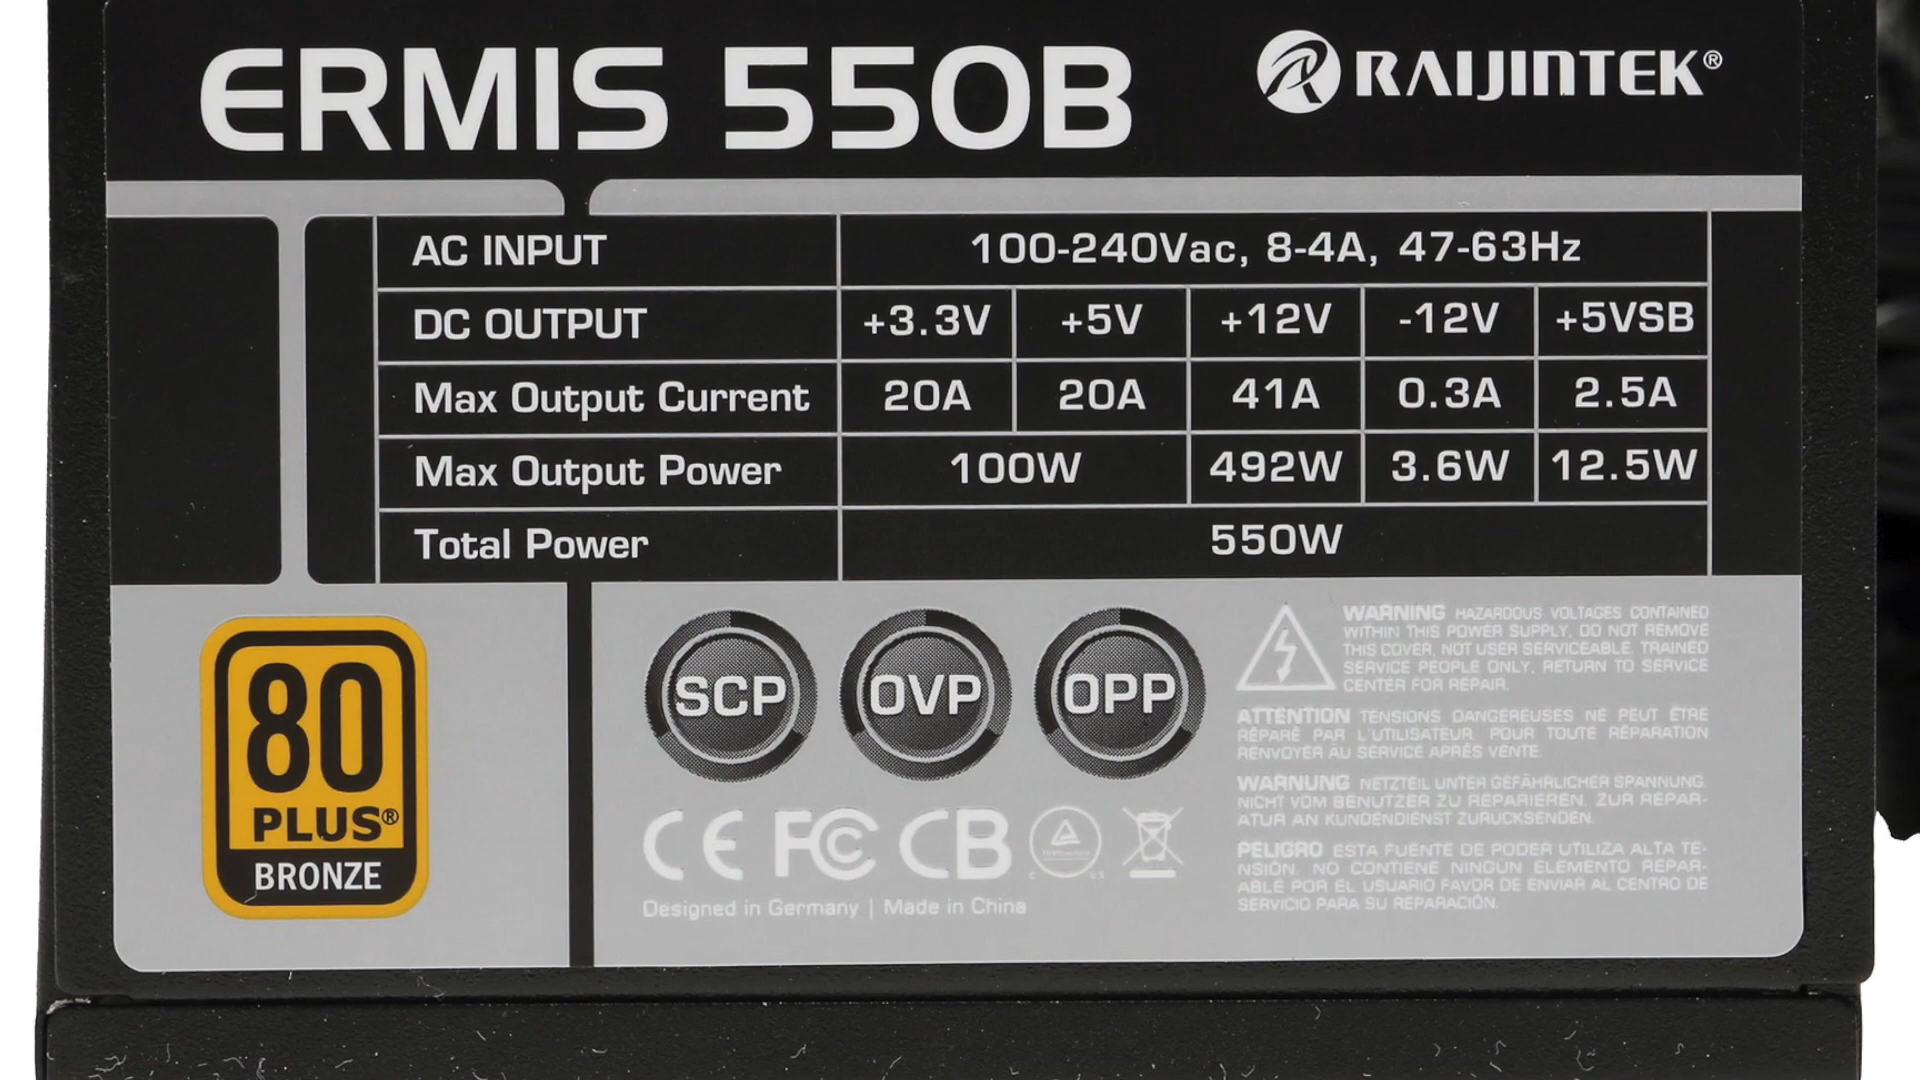 ERMIS 550B
RAIJINTEK®
AC INPUT 100-240Vac, 8-4A, 47-63Hz
DC OUTPUT +3.3V +5V +12V -12V +5VSB
Max Output Current 20A 20A 41A 0.3A 2.5A
Max Output Power 100W 492W 3.6W 12.5W
Total Power 550W
80
PLUS®
BRONZE
SCP OVP OPP
CE FC CB
C US
Designed in Germany | Made in China
WARNING HAZARDOUS VOLTAGES CONTAINED
WITHIN THIS POWER SUPPLY, DO NOT REMOVE
THIS COVER, NOT USER SERVICEABLE. TRAINED
SERVICE PEOPLE ONLY, RETURN TO SERVICE
CENTER FOR REPAIR.
ATTENTION TENSIONS DANGEREUSES NE PEUT ÊTRE
RÉPARÉ PAR L'UTILISATEUR. POUR TOUTE RÉPARATION
RENVOYER AU SERVICE APRÉS VENTE.
WARNUNG NETZTEIL UNTER GEFÄHRLICHER SPANNUNG.
NICHT VOM BENUTZER ZU REPARIEREN. ZUR REPAR-
ATUR AN KUNDENDIENST ZURÜCKSENDEN.
PELIGRO ESTA FUENTE DE PODER UTILIZA ALTA TE-
NSIÓN. NO CONTIENE NINGÚN ELEMENTO REPAR-
ABLE POR EL USUARIO FAVOR DE ENVIAR AL CENTRO DE
SERVICIO PARA SU REPARACIÓN.